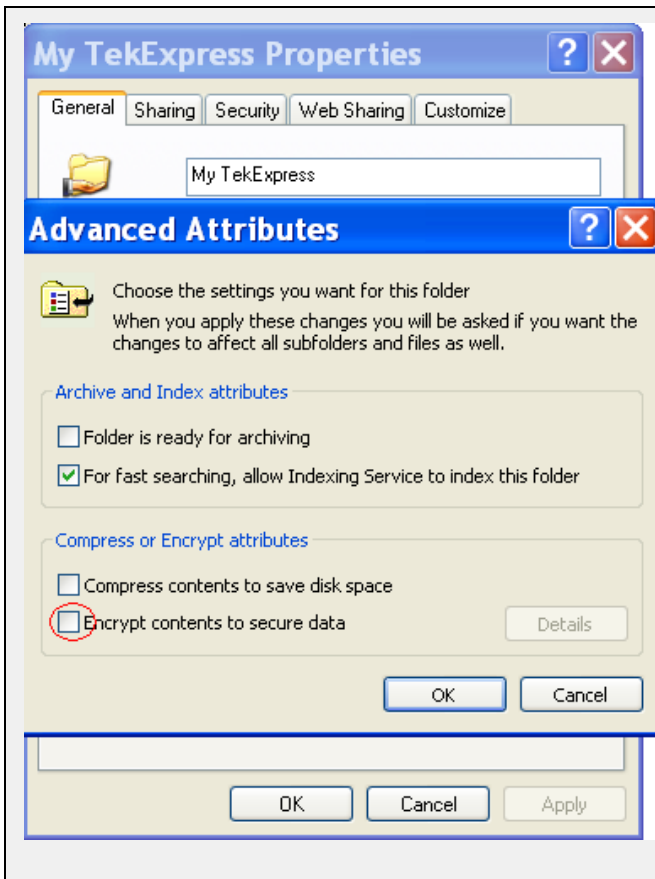 My TekExpress Properties
General Sharing Security Web Sharing Customize
My TekExpress
Advanced Attributes
Choose the settings you want for this folder
When you apply these changes you will be asked if you want the
changes to affect all subfolders and files as well.
Archive and Index attributes
Folder is ready for archiving
For fast searching, allow Indexing Service to index this folder
Compress or Encrypt attributes
Compress contents to save disk space
Encrypt contents to secure data Details
OK Cancel
OK Cancel Apply